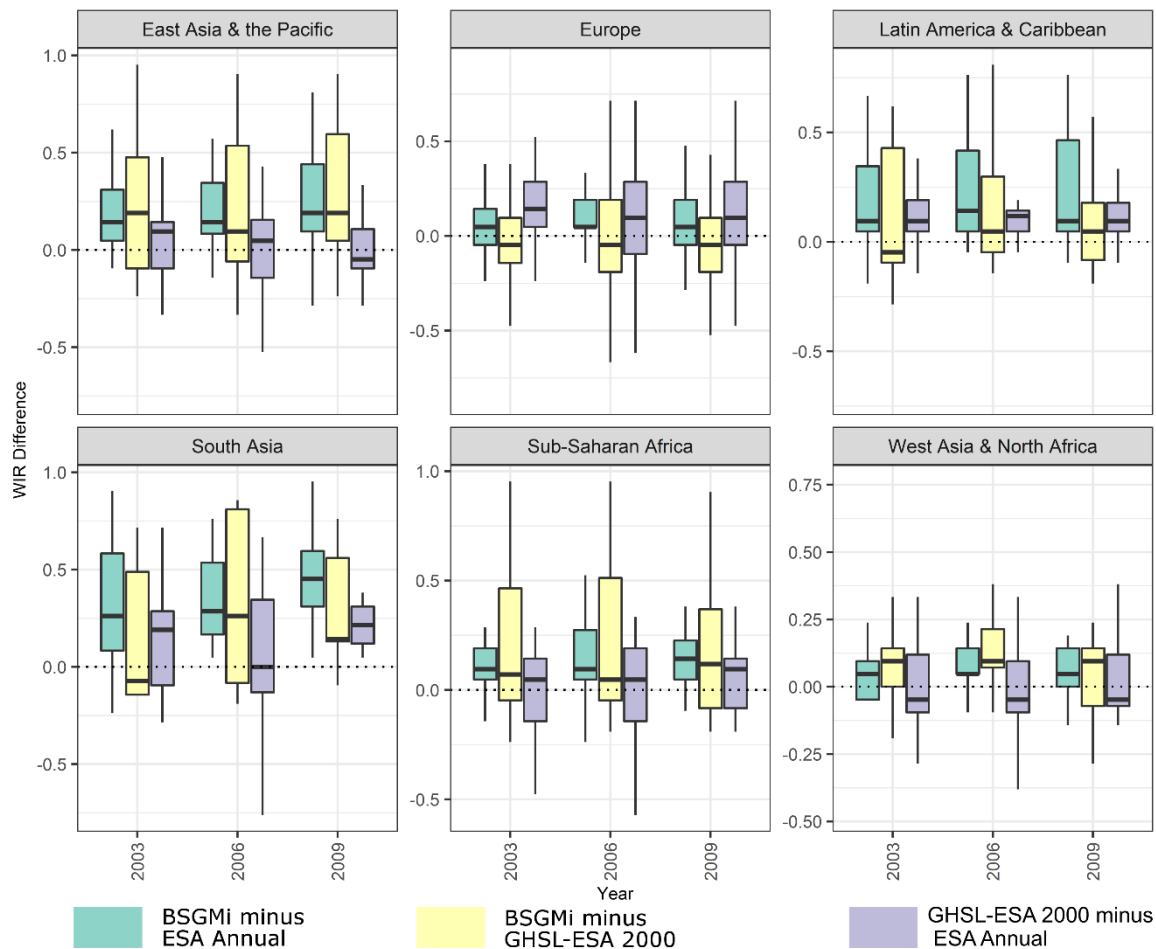 East Asia & the Pacific
Europe
Latin America & Caribbean
1.0
0.5
0.0
-0.5
0.5
0.0
-0.5
0.5
0.0
-0.5
WIR Difference
South Asia
Sub-Saharan Africa
West Asia & North Africa
1.0
0.5
0.0
-0.5
1.0
0.5
0.0
-0.5
0.75
0.50
0.25
0.00
-0.25
-0.50
2003
2006
2009
2003
2006
2009
2003
2006
2009
Year
BSGMi minus
ESA Annual
BSGMi minus
GHSL-ESA 2000
GHSL-ESA 2000 minus
ESA Annual